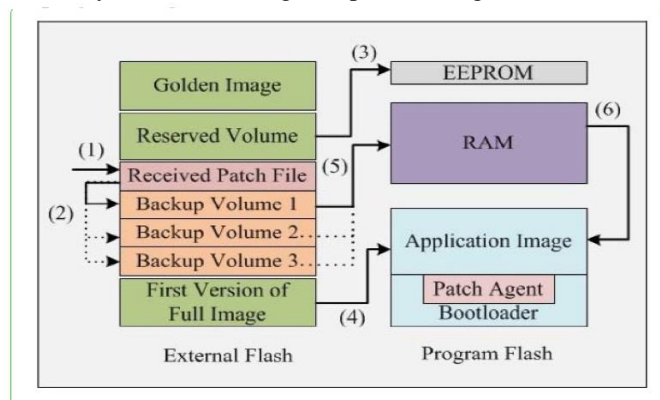 Golden Image
Reserved Volume
(1)
Received Patch File
(2)
Backup Volume 1
Backup Volume 2
Backup Volume 3
First Version of
Full Image
External Flash
(3)
EEPROM
(5)
RAM
(6)
Application Image
(4)
Patch Agent
Bootloader
Program Flash